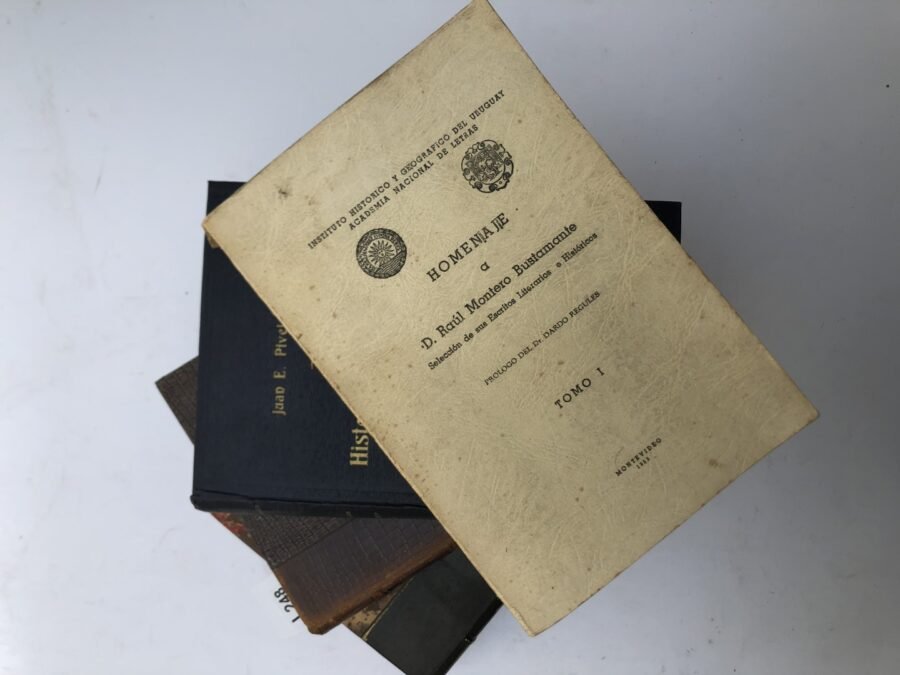 INSTITUTO HISTORICO Y GEOGRAFICO DEL URUGUAY
ACADEMIA NACIONAL DE LETRAS
HOMENAJE
a
D. Raúl Montero Bustamante
Selección de sus Escritos Literarios e Históricos
PROLOGO DEL Dr. DARDO REGULES
TOMO I
MONTEVIDEO
Juan E. Pivel
Hist
L 248